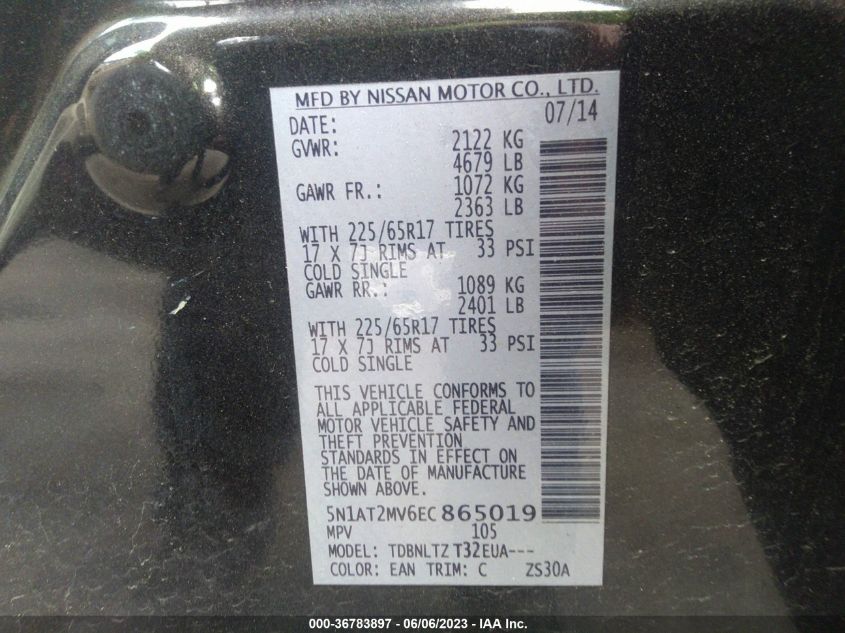 MFD BY NISSAN MOTOR CO., LTD.
DATE: 07/14
GVWR: 2122 KG
4679 LB
GAWR FR.: 1072 KG
2363 LB
WITH 225/65R17 TIRES
17 X 7J RIMS AT 33 PSI
COLD SINGLE
GAWR RR.: 1089 KG
2401 LB
WITH 225/65R17 TIRES
17 X 7J RIMS AT 33 PSI
COLD SINGLE
THIS VEHICLE CONFORMS TO
ALL APPLICABLE FEDERAL
MOTOR VEHICLE SAFETY AND
THEFT PREVENTION
STANDARDS IN EFFECT ON
THE DATE OF MANUFACTURE
SHOWN ABOVE.
5N1AT2MV6EC865019
MPV 105
MODEL: TDBNLTZ T32EUA---
COLOR: EAN TRIM: C ZS30A
000-36783897 - 06/06/2023 - IAA Inc.